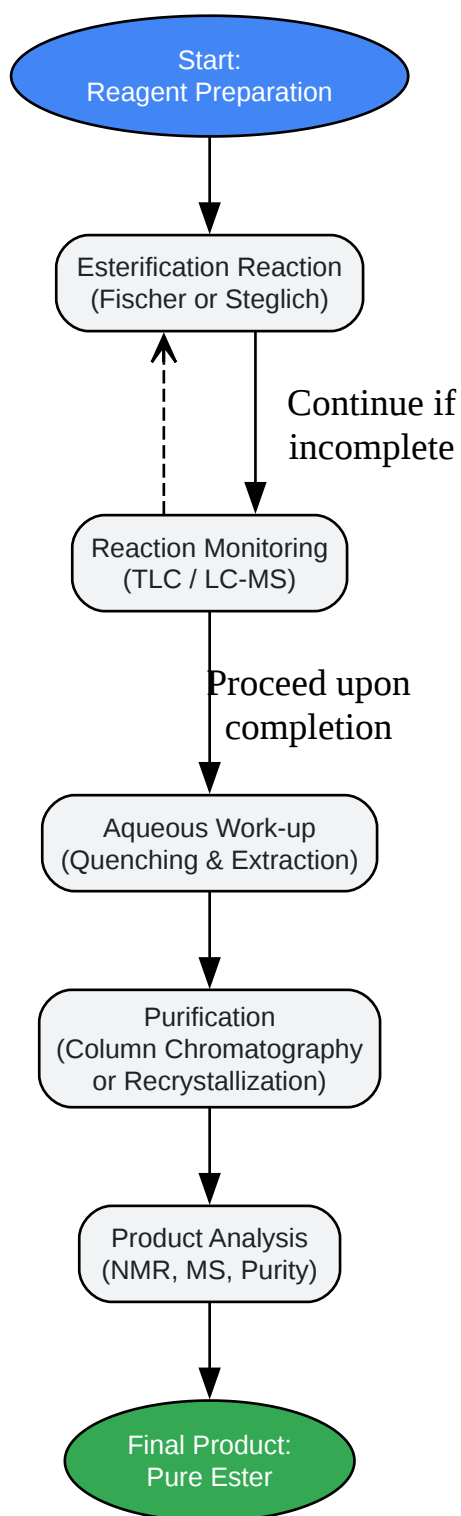 Start:
Reagent Preparation
Esterification Reaction
(Fischer or Steglich)
Continue if
incomplete
Reaction Monitoring
(TLC / LC-MS)
Proceed upon
completion
Aqueous Work-up
(Quenching & Extraction)
Purification
(Column Chromatography
or Recrystallization)
Product Analysis
(NMR, MS, Purity)
Final Product:
Pure Ester